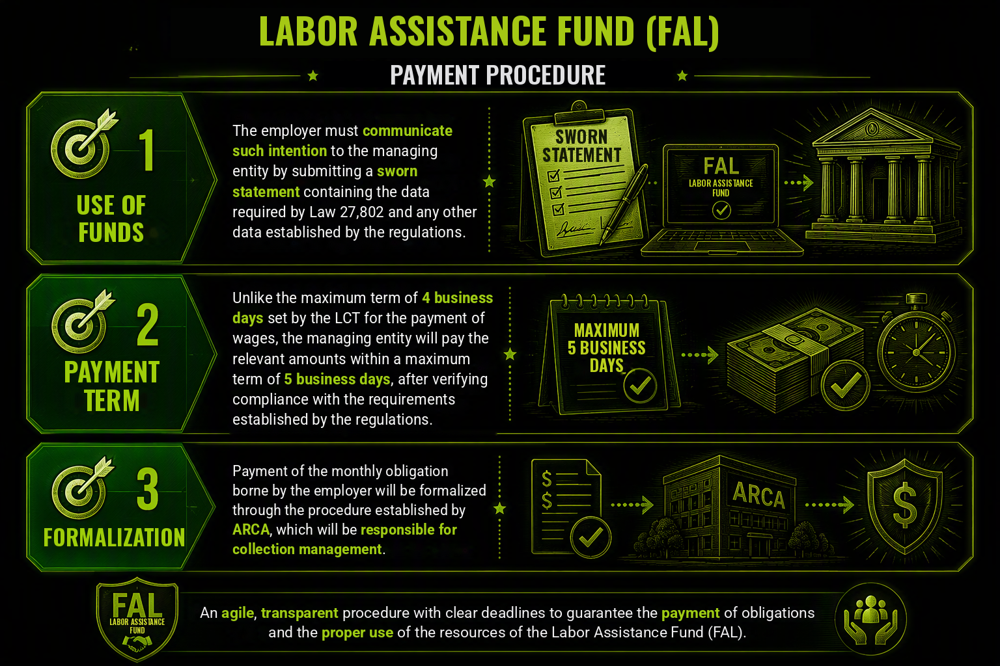 LABOR ASSISTANCE FUND (FAL)
PAYMENT PROCEDURE
1
USE OF
FUNDS
The employer must communicate
such intention to the managing
entity by submitting a sworn
statement containing the data
required by Law 27,802 and any other
data established by the regulations.
SWORN
STATEMENT
FAL
LABOR ASSISTANCE
FUND
2
PAYMENT
TERM
Unlike the maximum term of 4 business
days set by the LCT for the payment of
wages, the managing entity will pay the
relevant amounts within a maximum
term of 5 business days, after verifying
compliance with the requirements
established by the regulations.
MAXIMUM
5 BUSINESS
DAYS
3
FORMALIZATION
Payment of the monthly obligation
borne by the employer will be formalized
through the procedure established by
ARCA, which will be responsible for
collection management.
$
$
ARCA
$
FAL
LABOR ASSISTANCE
FUND
An agile, transparent procedure with clear deadlines to guarantee the payment of obligations
and the proper use of the resources of the Labor Assistance Fund (FAL).